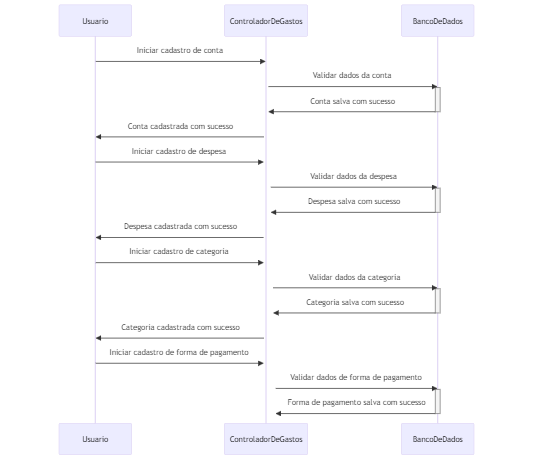 Usuario
ControladorDeGastos
BancoDeDados
Iniciar cadastro de conta
Validar dados da conta
Conta salva com sucesso
Conta cadastrada com sucesso
Iniciar cadastro de despesa
Validar dados da despesa
Despesa salva com sucesso
Despesa cadastrada com sucesso
Iniciar cadastro de categoria
Validar dados da categoria
Categoria salva com sucesso
Categoria cadastrada com sucesso
Iniciar cadastro de forma de pagamento
Validar dados de forma de pagamento
Forma de pagamento salva com sucesso
Usuario
ControladorDeGastos
BancoDeDados